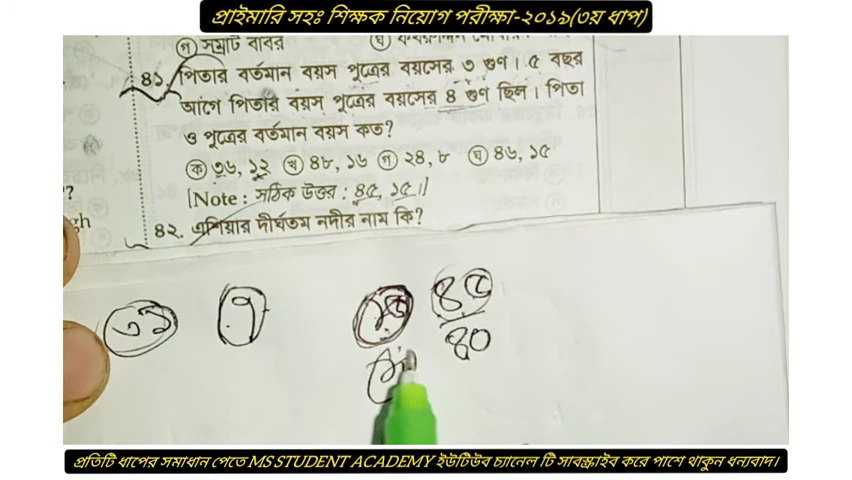 প্রাইমারি সহঃ শিক্ষক নিয়োগ পরীক্ষা-২০১৯(৩য় ধাপ)
গ সম্রাট বাবর ঘ
৪১. পিতার বর্তমান বয়স পুত্রের বয়সের ৩ গুণ। ৫ বছর
আগে পিতার বয়স পুত্রের বয়সের ৪ গুণ ছিল। পিতা
ও পুত্রের বর্তমান বয়স কত?
ক ৩৬, ১২ খ ৪৮, ১৬ গ ২৪, ৮ ঘ ৪৬, ১৫
[Note : সঠিক উত্তর : ৪৫, ১৫।]
৪২. এশিয়ার দীর্ঘতম নদীর নাম কি?
gh
৪৫
৪০
প্রতিটি ধাপের সমাধান পেতে MS STUDENT ACADEMY ইউটিউব চ্যানেল টি সাবস্ক্রাইব করে পাশে থাকুন ধন্যবাদ।